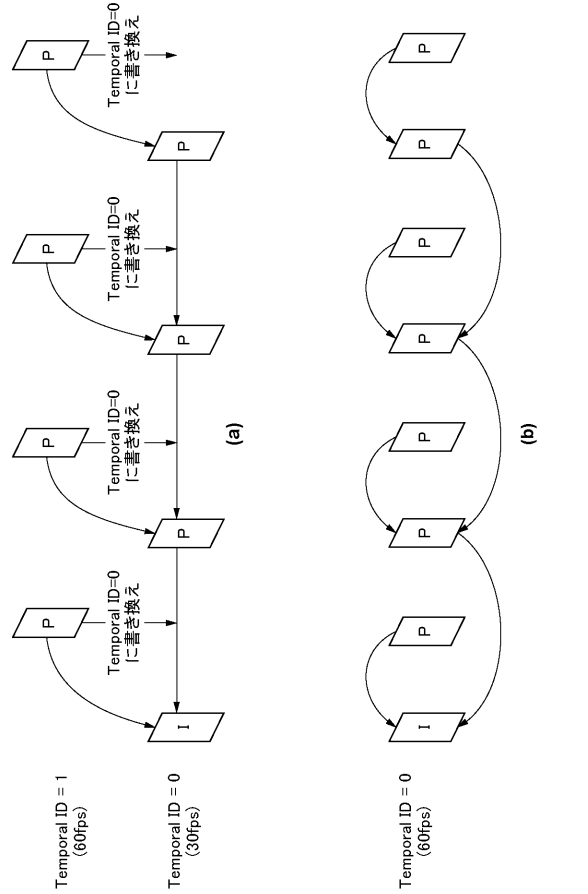 Temporal ID = 1
(60fps)
P
P
P
P
Temporal ID=0
に書き換え
Temporal ID=0
に書き換え
Temporal ID=0
に書き換え
Temporal ID=0
に書き換え
Temporal ID = 0
(30fps)
I
P
P
P
(a)
Temporal ID = 0
(60fps)
I
P
P
P
P
P
P
P
(b)